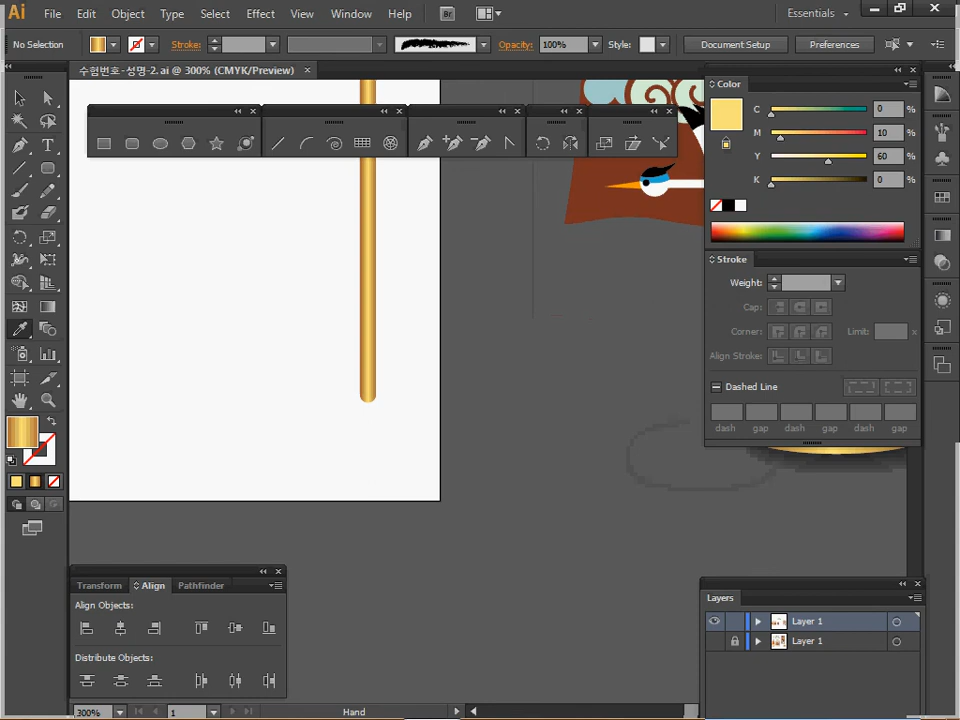 Ai File Edit Object Type Select Effect View Window Help Br Essentials
No Selection Stroke: Opacity: 100% Style: Document Setup Preferences
수험번호-성명-2.ai @ 300% (CMYK/Preview) ×
Color
C 0 %
M 10 %
Y 60 %
K 0 %
Stroke
Weight:
Cap:
Corner: Limit: x
Align Stroke:
Dashed Line
dash gap dash gap dash gap
Transform Align Pathfinder
Align Objects:
Distribute Objects:
Layers
Layer 1
Layer 1
300% 1 Hand